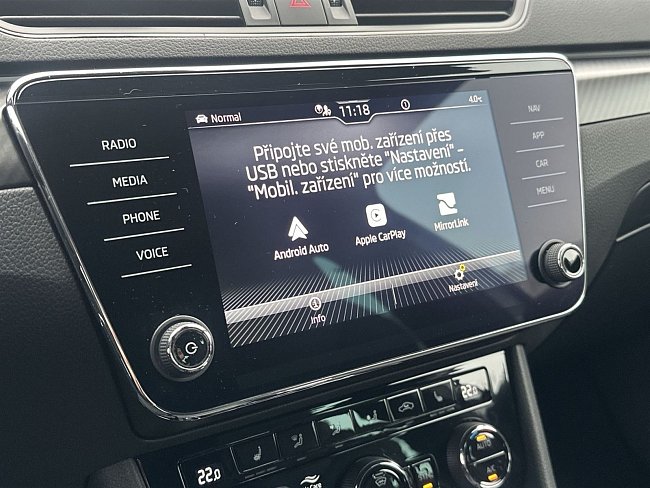 Normal 11:18 4.0°C
RADIO
MEDIA
PHONE
VOICE
Připojte své mob. zařízení přes
USB nebo stiskněte "Nastavení" -
"Mobil. zařízení" pro více možností.
Android Auto Apple CarPlay MirrorLink
Info Nastavení
NAV
APP
CAR
MENU
22.0 22.0
AUTO
A/C